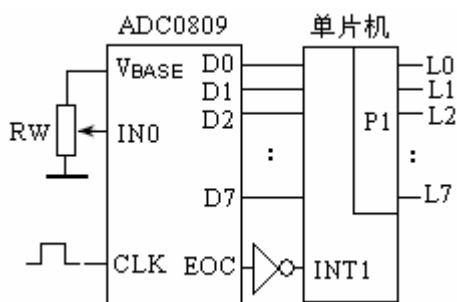 ADC0809 单片机
VBASE D0 L0
D1 L1
D2 P1 L2
RW IN0
: :
D7 L7
CLK EOC INT1